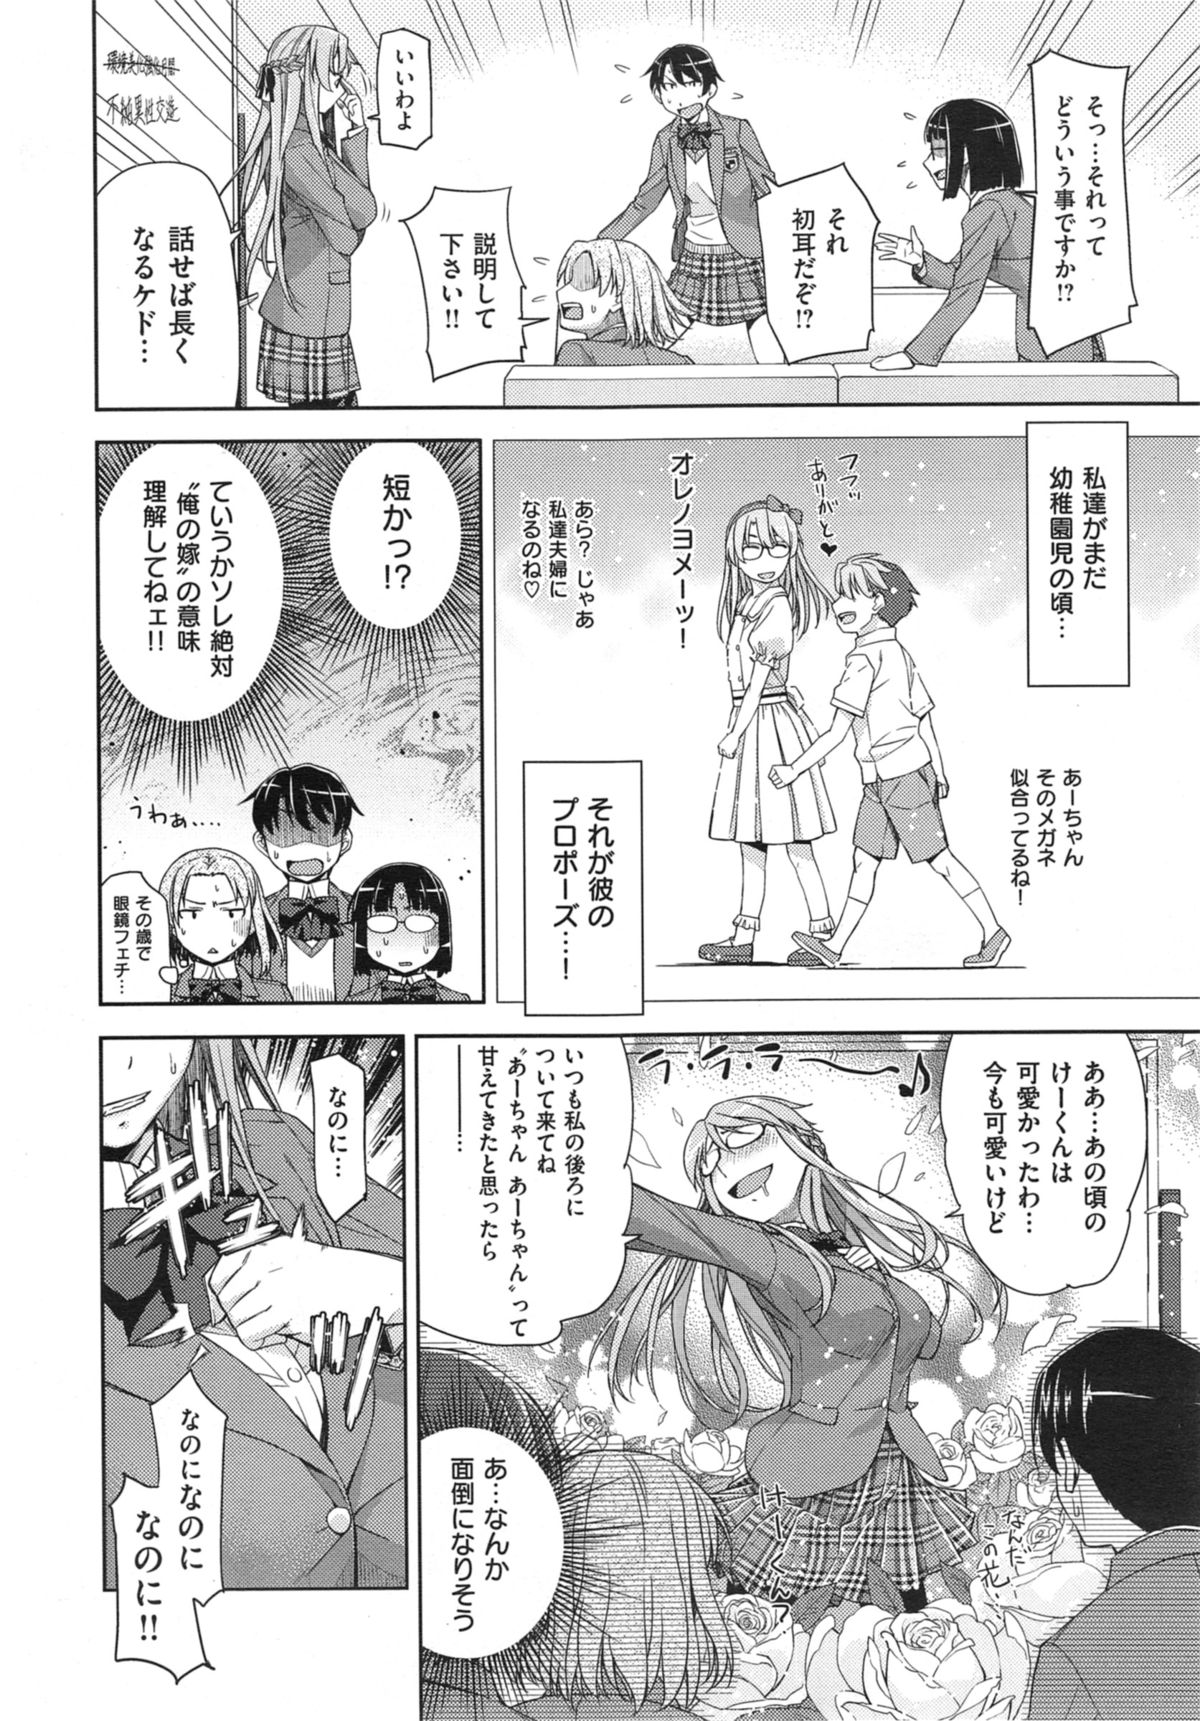 そっ…それって
どういう事ですか!?
それ
初耳だぞ!?
説明して
下さい!!
いいわよ
環境美化強化月間
不純異性交遊
話せば長く
なるケド…
私達がまだ
幼稚園児の頃…
あーちゃん
そのメガネ
似合ってるね！
フフッ
ありがと♥
オレノヨメーッ！
あら？じゃあ
私達夫婦に
なるのね♡
それが彼の
プロポーズ…！
短かっ!?
ていうかソレ絶対
〝俺の嫁〟の意味
理解してねェ!!
うわぁ....
その歳で
眼鏡フェチ…
ああ…あの頃の
けーくんは
可愛かったわ…
今も可愛いけど
ラ・ラ・ラ――♪
いつも私の後ろに
ついて来てね
〝あーちゃん あーちゃん〟って
甘えてきたと思ったら
――…
けーくん？
なんだ
この花…
あ…なんか
面倒になりそう
なのに…
ギュッ
なのになのに
なのに!!